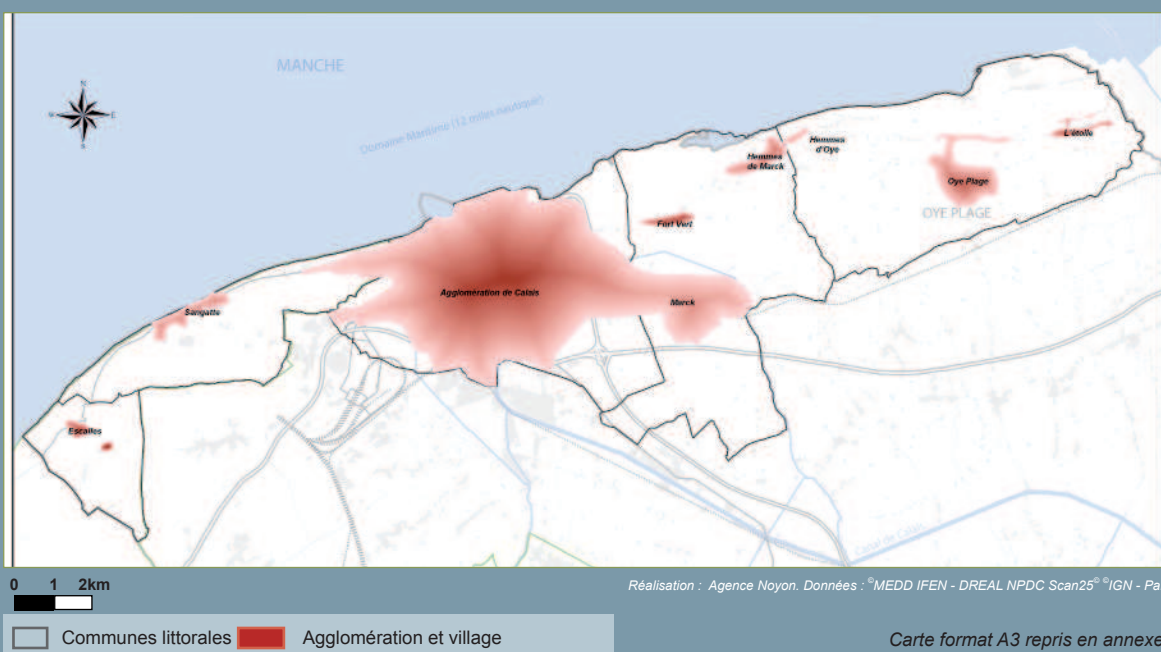 MANCHE
N
W
E
S
Domaine Maritime (12 miles nautique)
Hemmes
d'Oye
L'étoile
Hemmes
de Marck
Oye Plage
OYE PLAGE
Fort Vert
Agglomération de Calais
Marck
Sangatte
Escalles
Canal de Calais
0 1 2km
Réalisation : Agence Noyon. Données : ©MEDD IFEN - DREAL NPDC Scan25© ©IGN - Pa
Communes littorales
Agglomération et village
Carte format A3 repris en annexe